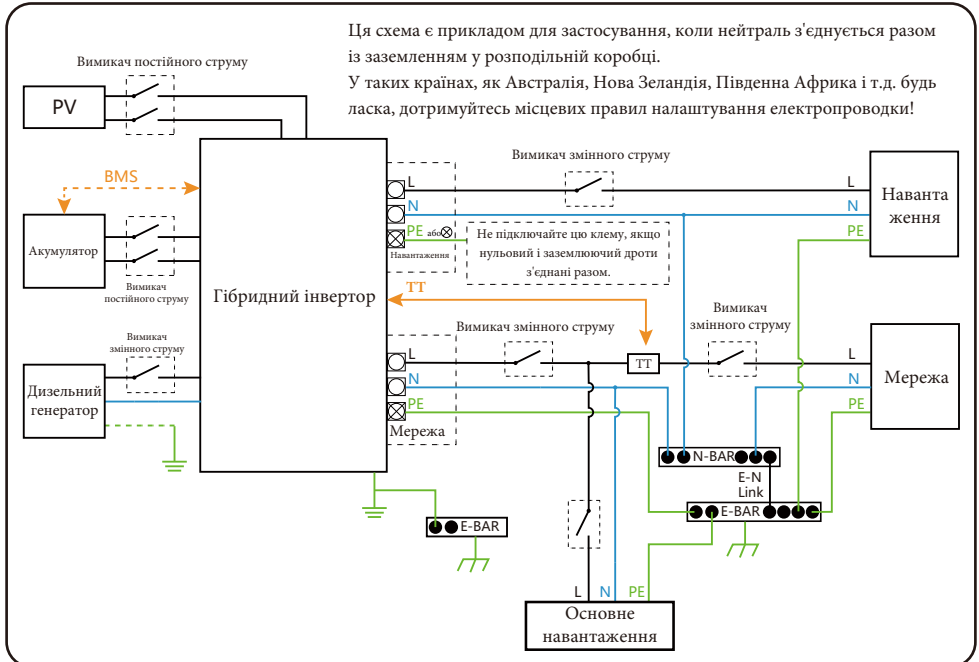 Ця схема є прикладом для застосування, коли нейтраль з'єднується разом
із заземленням у розподільній коробці.
У таких країнах, як Австралія, Нова Зеландія, Південна Африка і т.д. будь
ласка, дотримуйтесь місцевих правил налаштування електропроводки!
Вимикач постійного струму
PV
BMS
Акумулятор
Вимикач
постійного струму
Вимикач
змінного струму
Дизельний
генератор
Гібридний інвертор
L
N
PE або
Навантаження
Не підключайте цю клему, якщо
нульовий і заземлюючий дроти
з'єднані разом.
Вимикач змінного струму
L
N
PE
Наванта
ження
ТТ
Вимикач змінного струму
ТТ
Вимикач
змінного струму
L
N
PE
Мережа
L
N
PE
Мережа
N-BAR
E-N
Link
E-BAR
E-BAR
L
N
PE
Основне
навантаження